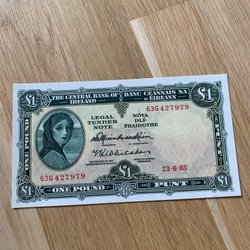 THE CENTRAL BANK OF IRELAND
BANC CEANNAIS NA hÉIREANN
£1
£1
63G 427979
LEGAL TENDER NOTE
NÓTA DLÍ-THAIRGTHE
63G 427979
23-6-65
£1
£1
ONE POUND
PUNT